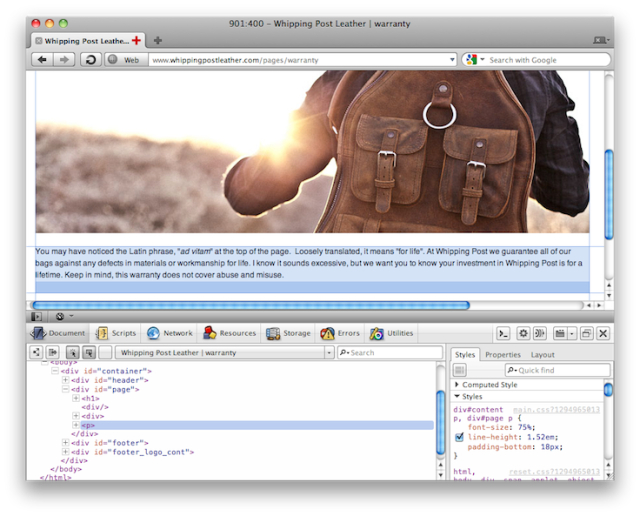 901:400 – Whipping Post Leather | warranty
Whipping Post Leathe...
Web
www.whippingpostleather.com/pages/warranty
Search with Google
You may have noticed the Latin phrase, "ad vitam" at the top of the page. Loosely translated, it means "for life". At Whipping Post we guarantee all of our
bags against any defects in materials or workmanship for life. I know it sounds excessive, but we want you to know your investment in Whipping Post is for a
lifetime. Keep in mind, this warranty does not cover abuse and misuse.
Document Scripts Network Resources Storage Errors Utilities
Whipping Post Leather | warranty
Search
<body>
<div id="container">
<div id="header">
<div id="page">
<h1>
<div/>
<div>
<p>
</div>
<div id="footer">
<div id="footer_logo_cont">
</div>
</body>
</html>
Styles Properties Layout
Quick find
Computed Style
Styles
div#content main.css?1294965813
p, div#page p {
font-size: 75%;
line-height: 1.52em;
padding-bottom: 18px;
}
html, reset.css?1294965813
body, div, span, applet, object,